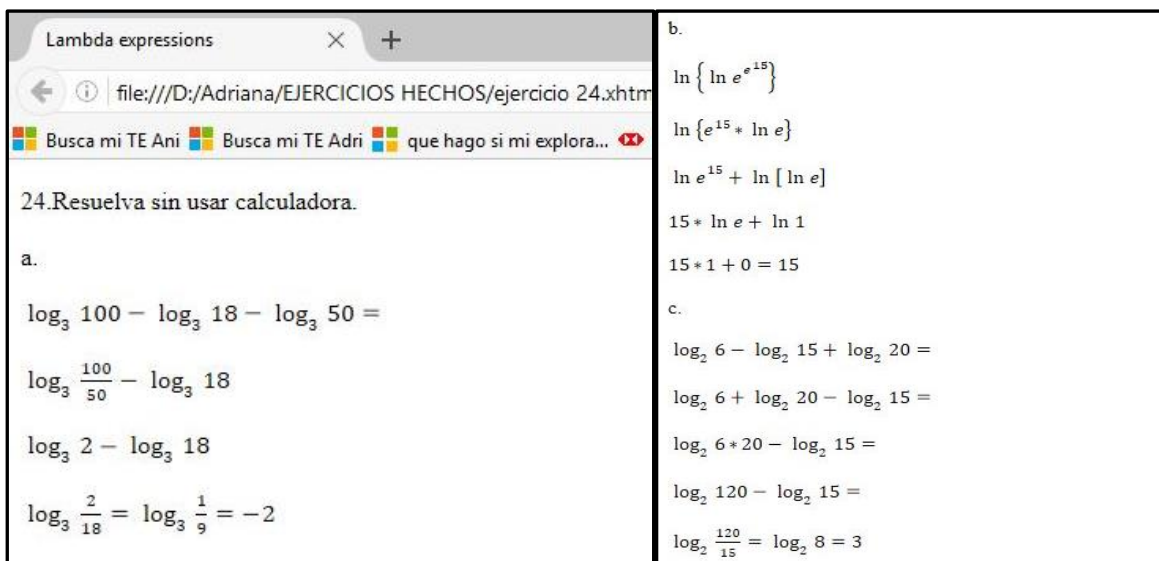 Lambda expressions
file:///D:/Adriana/EJERCICIOS HECHOS/ejercicio 24.xhtm
Busca mi TE Ani Busca mi TE Adri que hago si mi explora...
24.Resuelva sin usar calculadora.
a.
log₃ 100 − log₃ 18 − log₃ 50 =
log₃ 100/50 − log₃ 18
log₃ 2 − log₃ 18
log₃ 2/18 = log₃ 1/9 = −2
b.
ln { ln e^e^15 }
ln {e^15 * ln e}
ln e^15 + ln [ ln e]
15 * ln e + ln 1
15 * 1 + 0 = 15
c.
log₂ 6 − log₂ 15 + log₂ 20 =
log₂ 6 + log₂ 20 − log₂ 15 =
log₂ 6 * 20 − log₂ 15 =
log₂ 120 − log₂ 15 =
log₂ 120/15 = log₂ 8 = 3